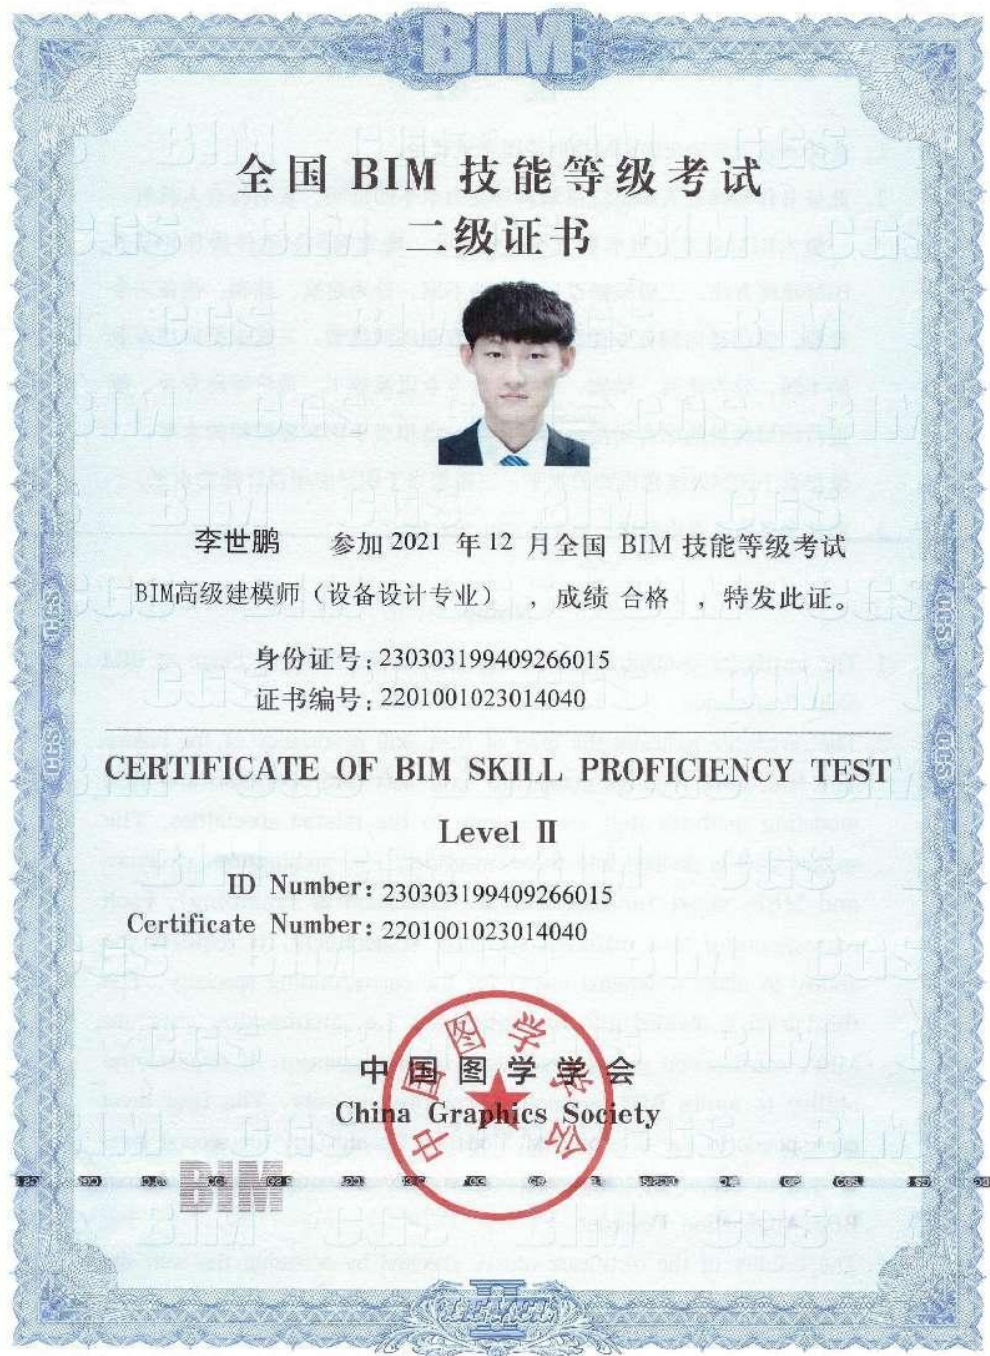 BIM
全国 BIM 技能等级考试
二级证书
李世鹏 参加 2021 年 12 月全国 BIM 技能等级考试
BIM高级建模师（设备设计专业），成绩 合格 ，特发此证。
身份证号：230303199409266015
证书编号：2201001023014040
CERTIFICATE OF BIM SKILL PROFICIENCY TEST
Level Ⅱ
ID Number: 230303199409266015
Certificate Number: 2201001023014040
中国图学学会
中国图学学会
China Graphics Society
BIM